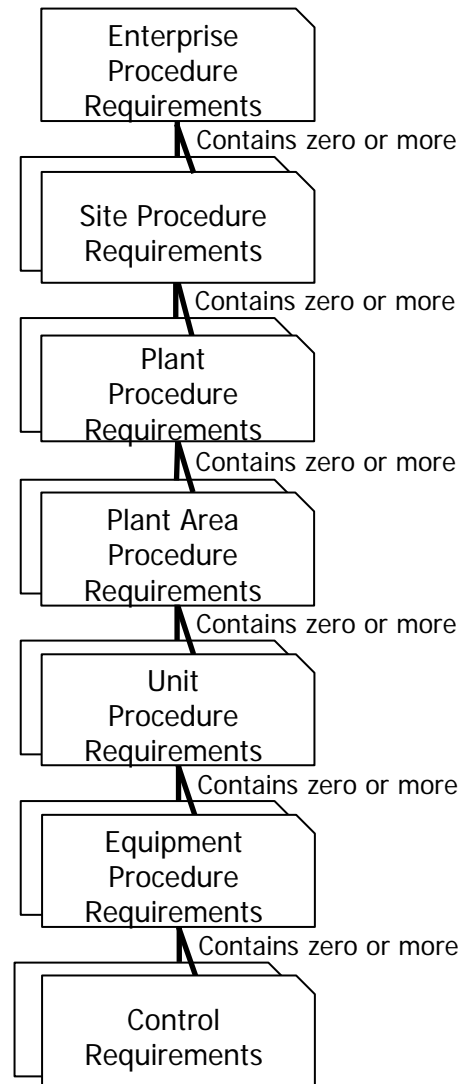 Enterprise
Procedure
Requirements
Contains zero or more
Site Procedure
Requirements
Contains zero or more
Plant
Procedure
Requirements
Contains zero or more
Plant Area
Procedure
Requirements
Contains zero or more
Unit
Procedure
Requirements
Contains zero or more
Equipment
Procedure
Requirements
Contains zero or more
Control
Requirements